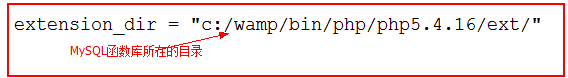 extension_dir = "c:/wamp/bin/php/php5.4.16/ext/"
MySQL函数库所在的目录